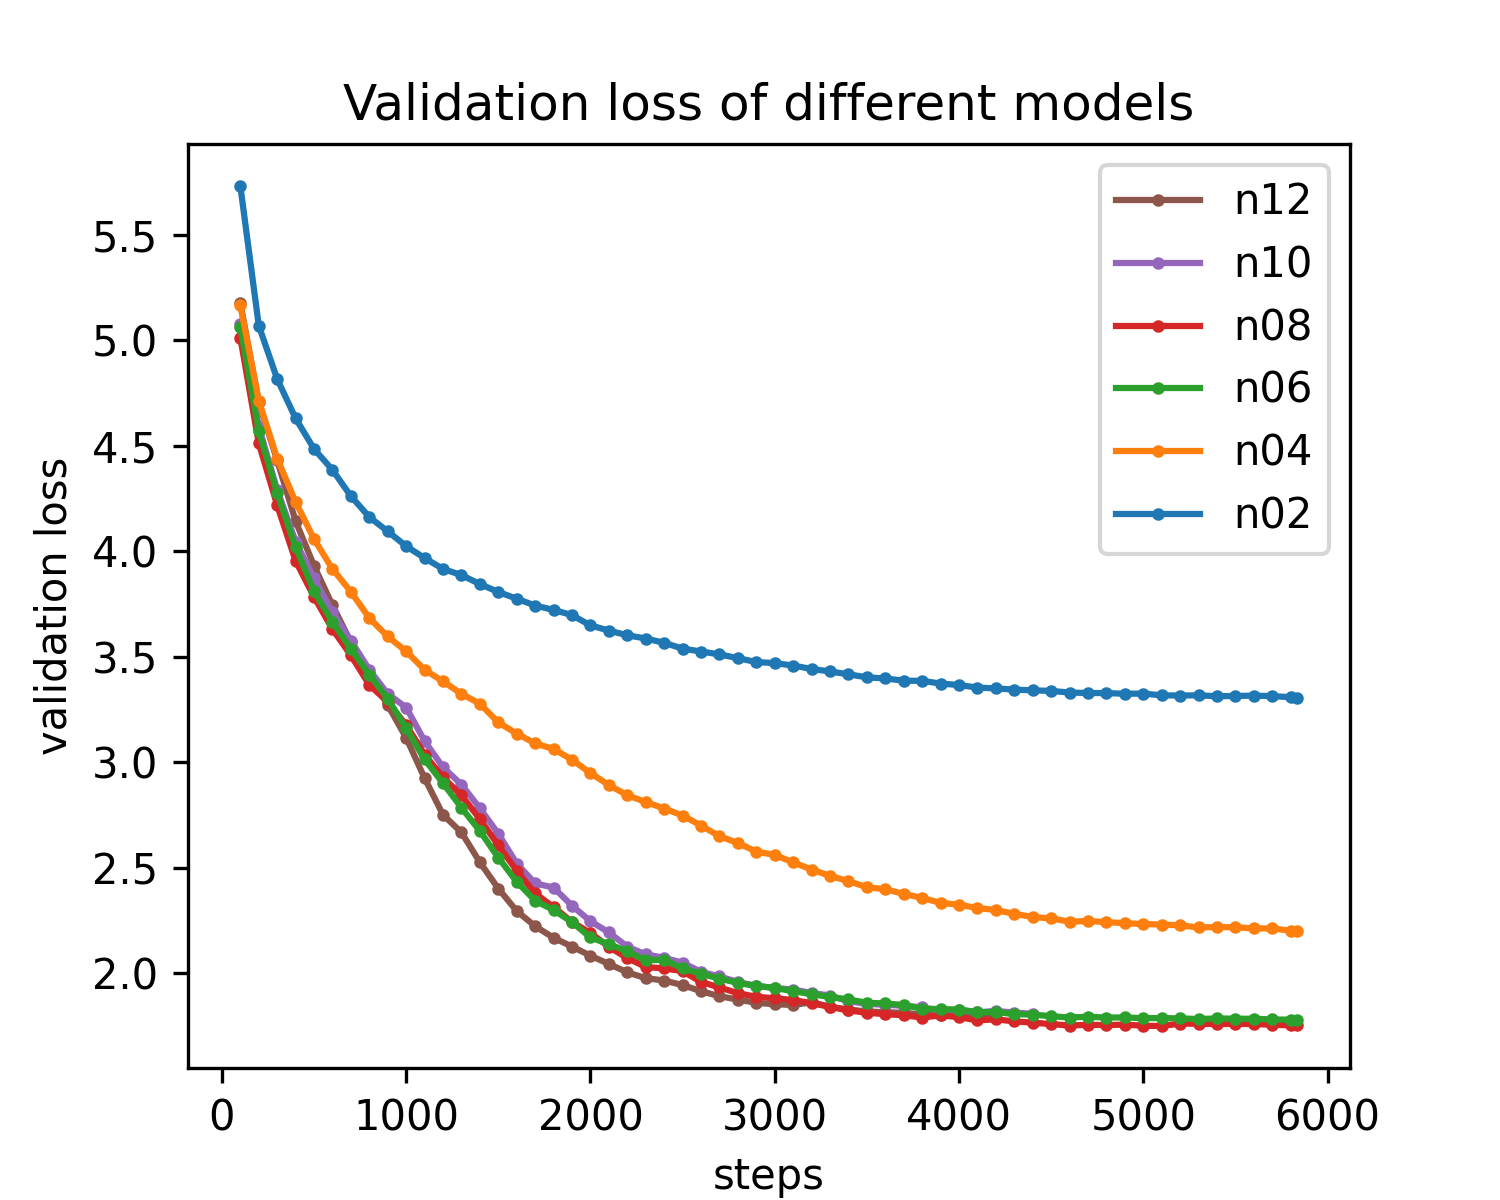 Validation loss of different models
n12
n10
n08
n06
n04
n02
validation loss
5.5
5.0
4.5
4.0
3.5
3.0
2.5
2.0
0 1000 2000 3000 4000 5000 6000
steps